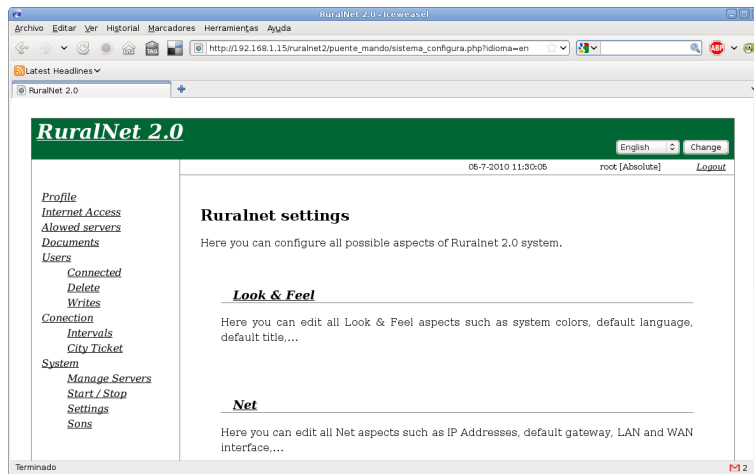 RuralNet 2.0 - Iceweasel
Archivo Editar Ver Historial Marcadores Herramientas Ayuda
http://192.168.1.15/ruralnet2/puente_mando/sistema_configura.php?idioma=en
ABP
Latest Headlines
RuralNet 2.0
RuralNet 2.0
English Change
05-7-2010 11:30:05 root [Absolute] Logout
Profile
Internet Access
Alowed servers
Documents
Users
Connected
Delete
Writes
Conection
Intervals
City Ticket
System
Manage Servers
Start / Stop
Settings
Sons
Ruralnet settings
Here you can configure all possible aspects of Ruralnet 2.0 system.
Look & Feel
Here you can edit all Look & Feel aspects such as system colors, default language,
default title,...
Net
Here you can edit all Net aspects such as IP Addresses, default gateway, LAN and WAN
interface,...
Terminado
2